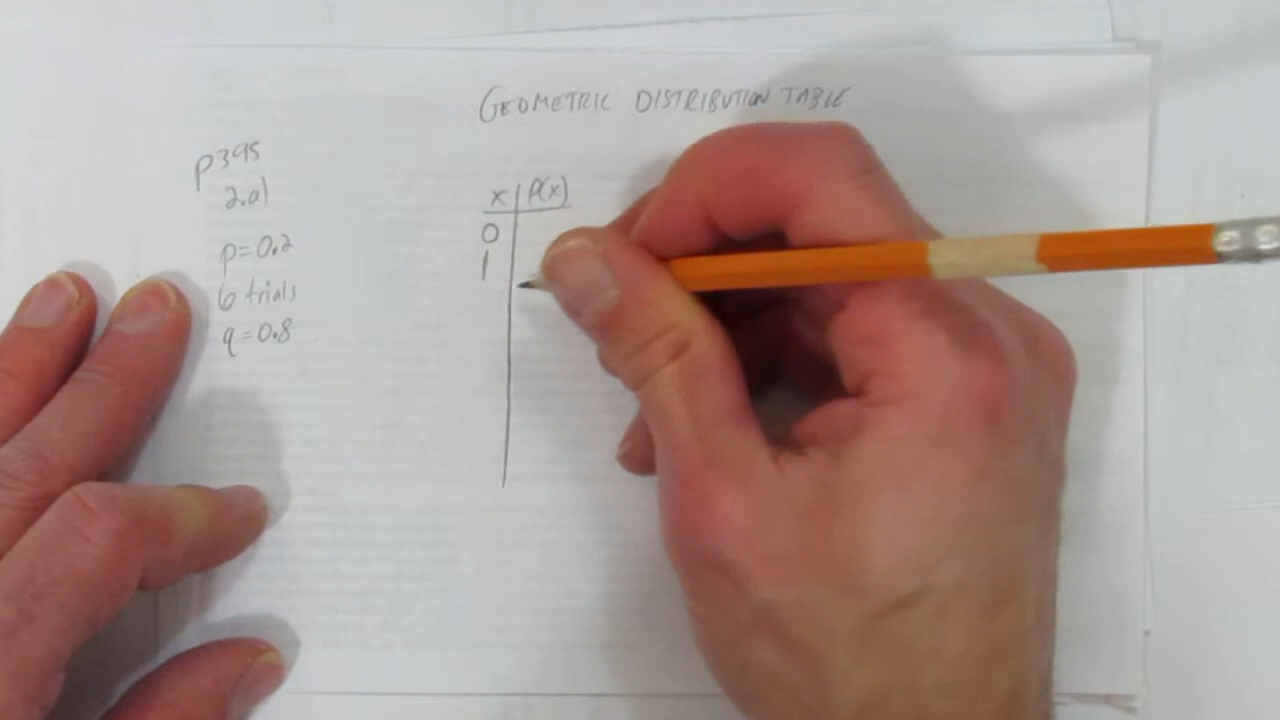 GEOMETRIC DISTRIBUTION TABLE
p395
2.a)
p=0.2
6 trials
q=0.8
x P(x)
0
1